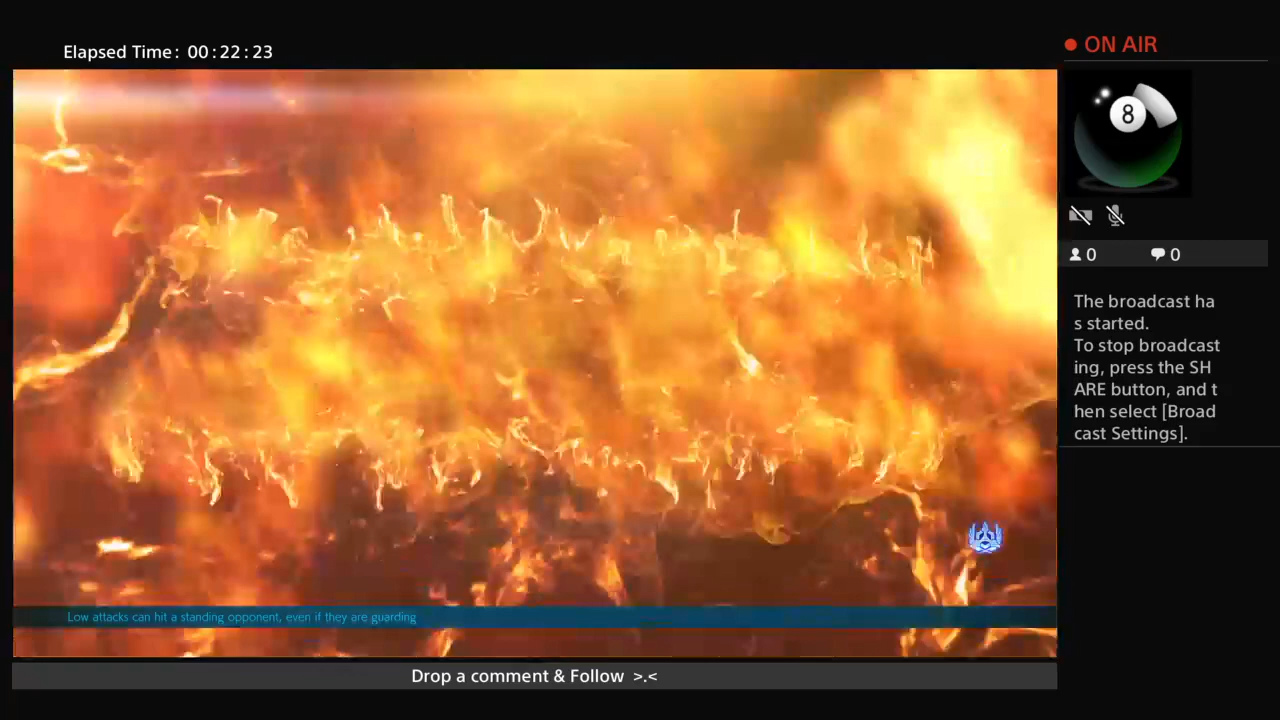 Elapsed Time: 00:22:23
ON AIR
8
0
0
The broadcast ha
s started.
To stop broadcast
ing, press the SH
ARE button, and t
hen select [Broad
cast Settings].
Low attacks can hit a standing opponent, even if they are guarding
Drop a comment & Follow >.<